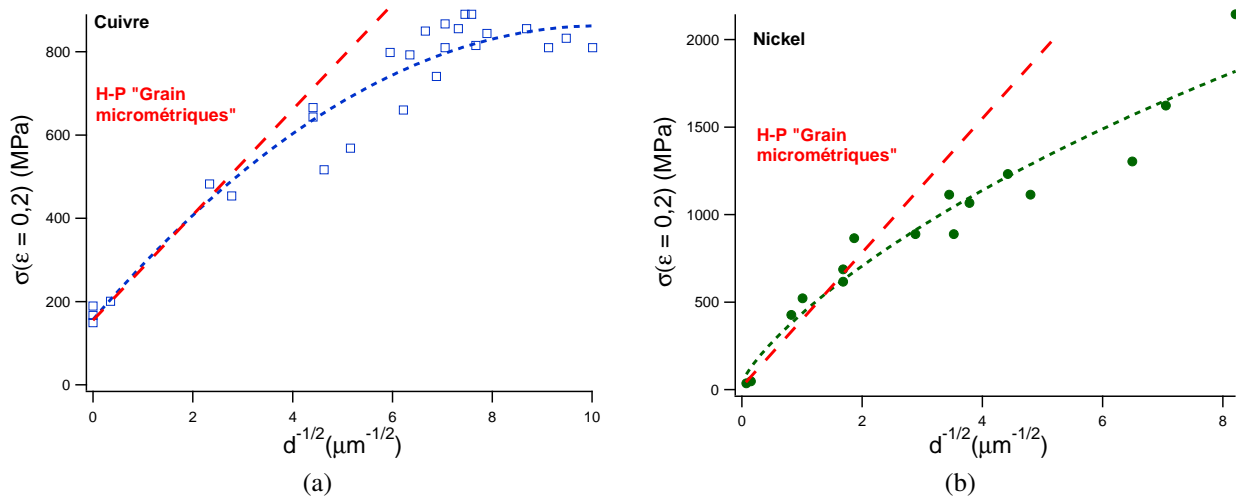 Cuivre
H-P "Grain
micrométriques"
σ(ε = 0,2) (MPa)
800
600
400
200
0
0
2
4
6
8
10
d^{-1/2}(μm^{-1/2})
(a)
Nickel
H-P "Grain
micrométriques"
σ(ε = 0,2) (MPa)
2000
1500
1000
500
0
0
2
4
6
8
d^{-1/2}(μm^{-1/2})
(b)